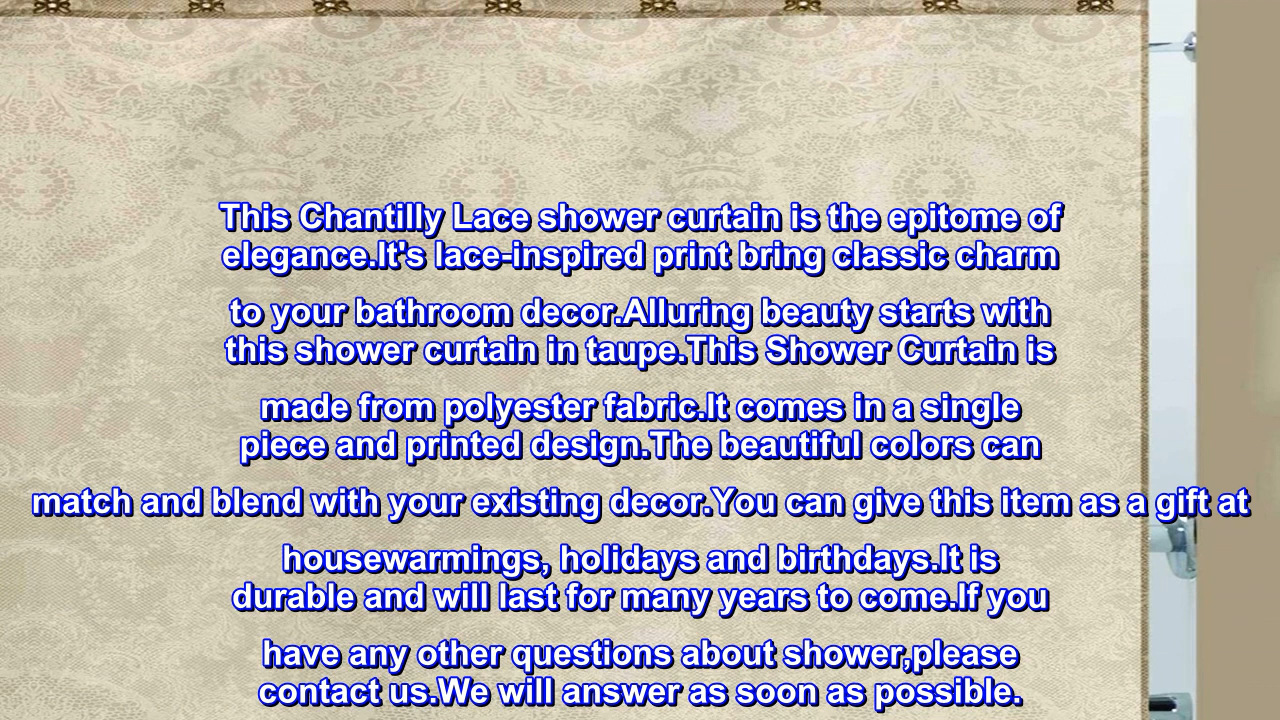 This Chantilly Lace shower curtain is the epitome of
elegance.It's lace-inspired print bring classic charm
to your bathroom decor.Alluring beauty starts with
this shower curtain in taupe.This Shower Curtain is
made from polyester fabric.It comes in a single
piece and printed design.The beautiful colors can
match and blend with your existing decor.You can give this item as a gift at
housewarmings, holidays and birthdays.It is
durable and will last for many years to come.If you
have any other questions about shower,please
contact us.We will answer as soon as possible.